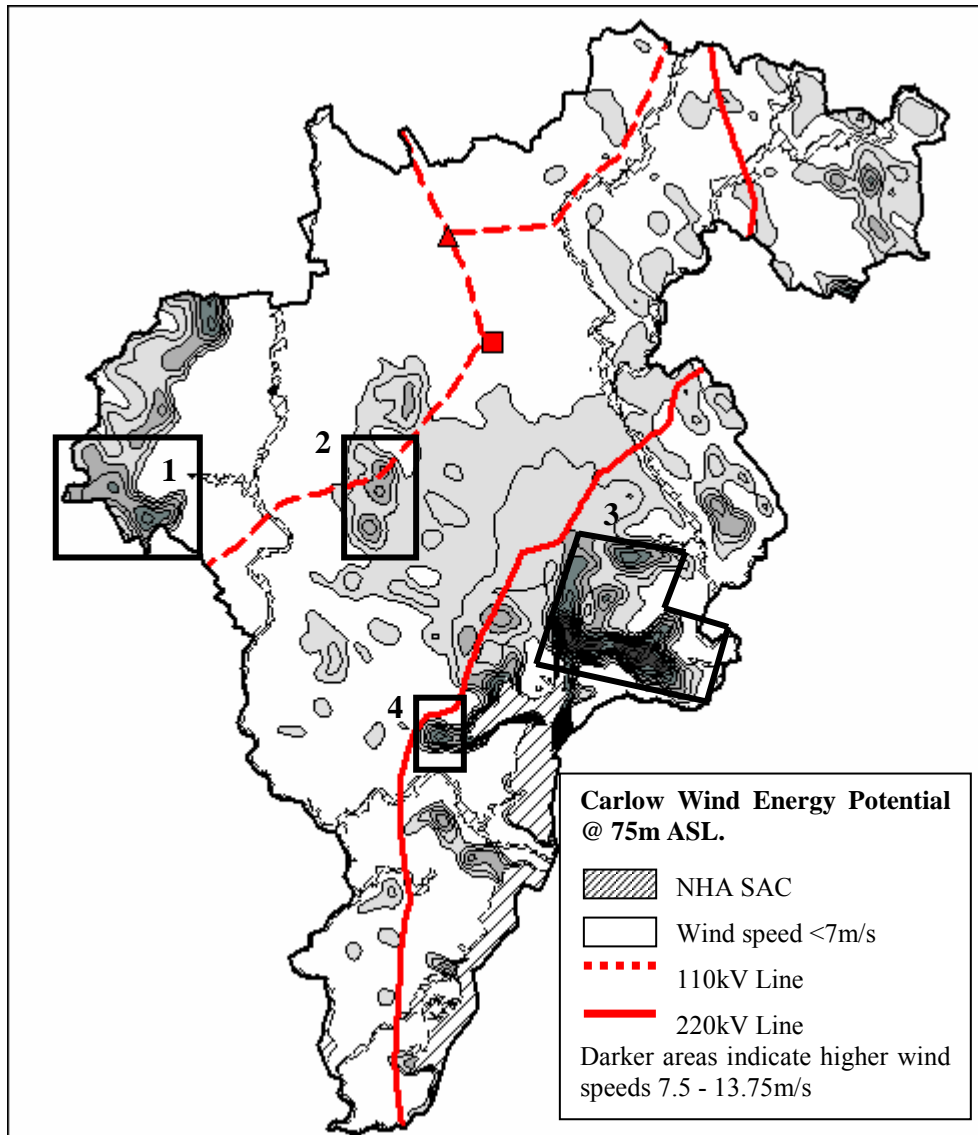 1
2
3
4
Carlow Wind Energy Potential
@ 75m ASL.
NHA SAC
Wind speed <7m/s
110kV Line
220kV Line
Darker areas indicate higher wind
speeds 7.5 - 13.75m/s